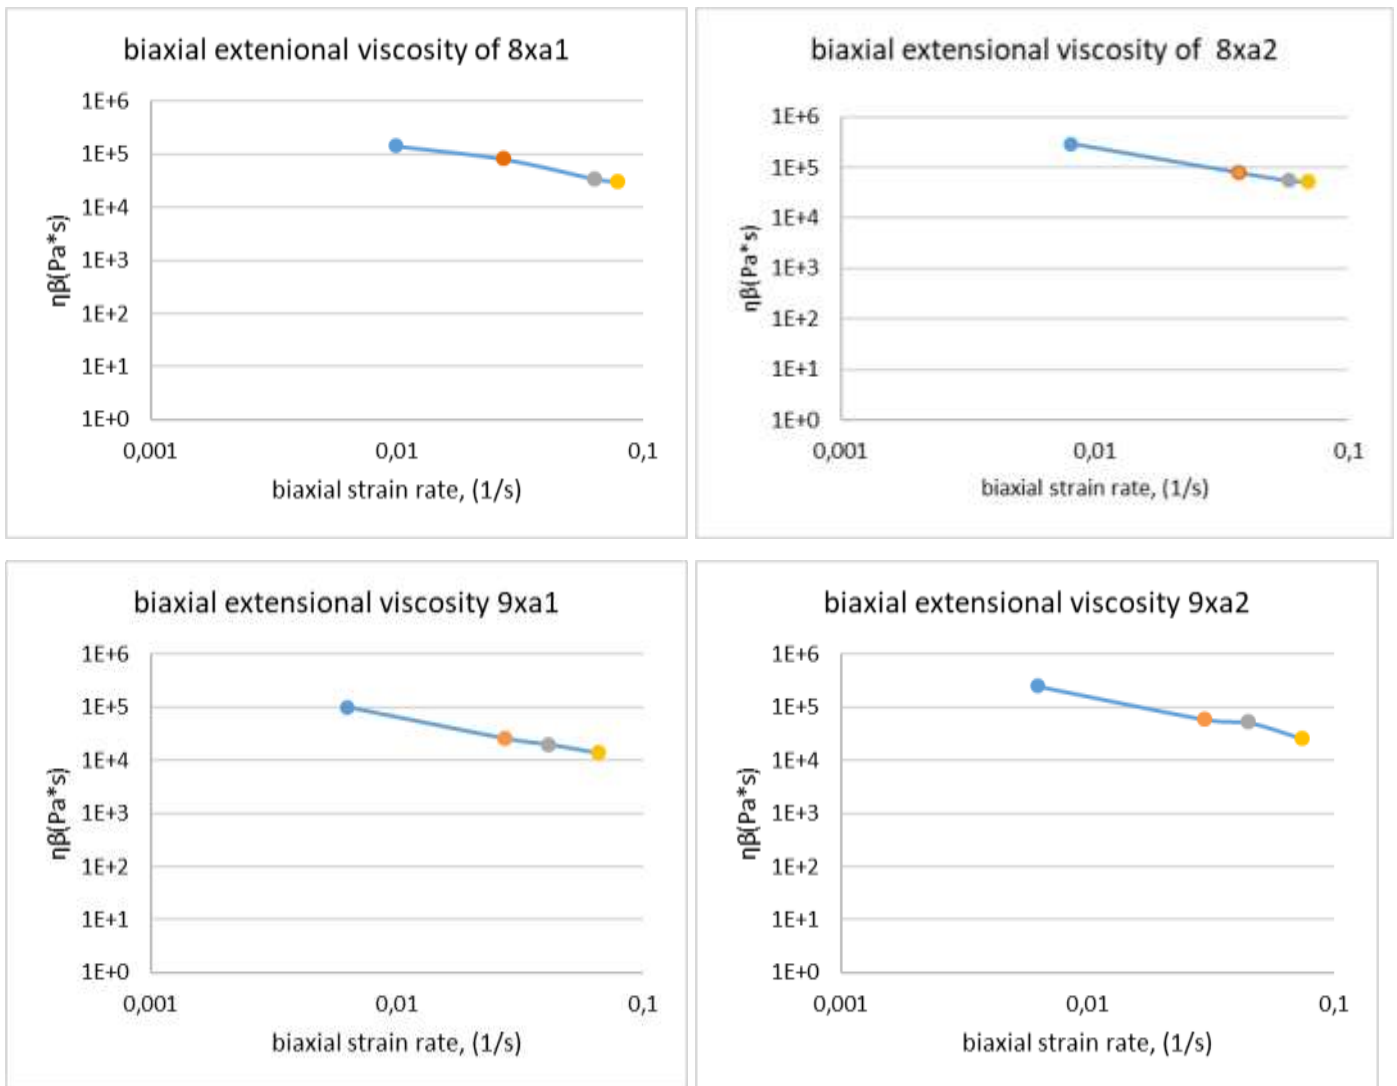 biaxial extenional viscosity of 8xa1
1E+6
1E+5
1E+4
1E+3
1E+2
1E+1
1E+0
ηβ(Pa*s)
0,001 0,01 0,1
biaxial strain rate, (1/s)
biaxial extensional viscosity of 8xa2
1E+6
1E+5
1E+4
1E+3
1E+2
1E+1
1E+0
ηβ(Pa*s)
0,001 0,01 0,1
biaxial strain rate, (1/s)
biaxial extensional viscosity 9xa1
1E+6
1E+5
1E+4
1E+3
1E+2
1E+1
1E+0
ηβ(Pa*s)
0,001 0,01 0,1
biaxial strain rate, (1/s)
biaxial extensional viscosity 9xa2
1E+6
1E+5
1E+4
1E+3
1E+2
1E+1
1E+0
ηβ(Pa*s)
0,001 0,01 0,1
biaxial strain rate, (1/s)